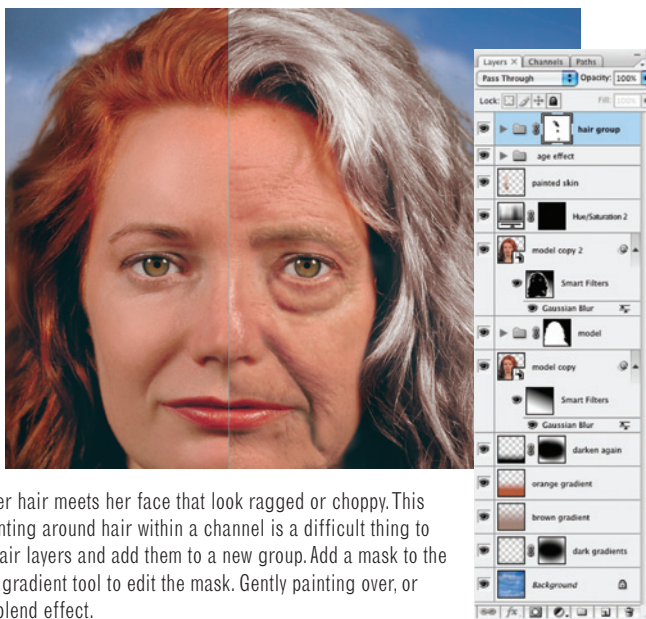 Layers × Channels Paths
Pass Through Opacity: 100%
Lock: Fill: 100%
hair group
age effect
painted skin
Hue/Saturation 2
model copy 2
Smart Filters
Gaussian Blur
model
model copy
Smart Filters
Gaussian Blur
darken again
orange gradient
brown gradient
dark gradients
Background
er hair meets her face that look ragged or choppy. This
nting around hair within a channel is a difficult thing to
air layers and add them to a new group. Add a mask to the
gradient tool to edit the mask. Gently painting over, or
blend effect.